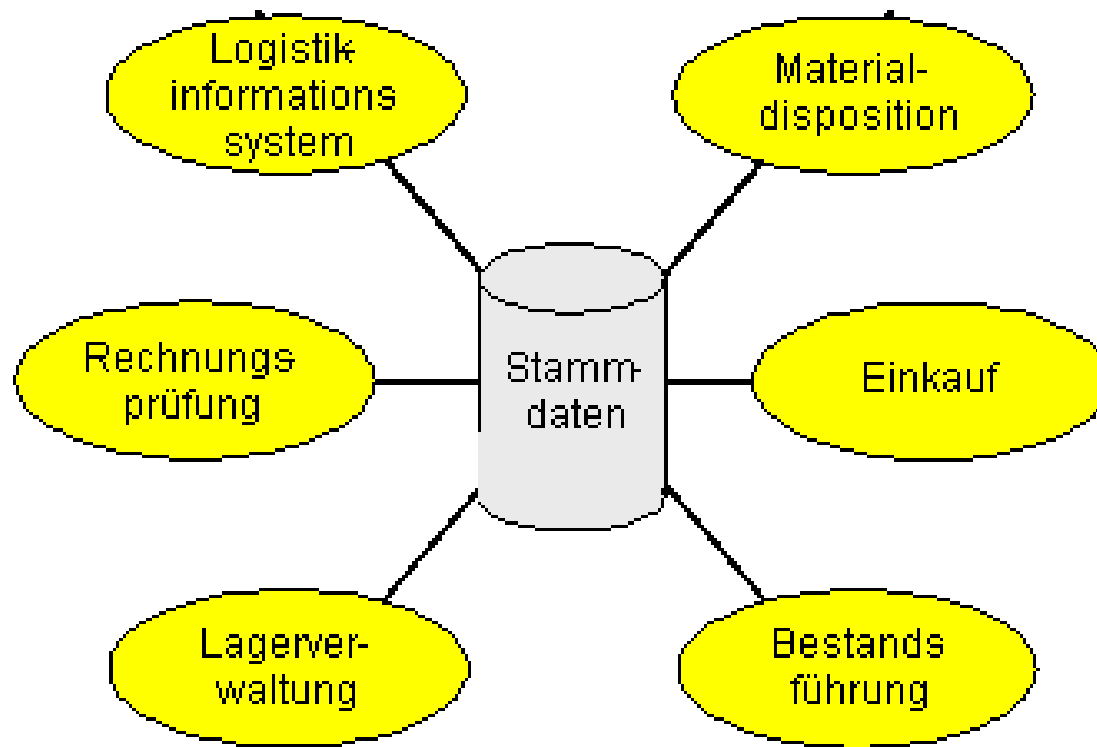 Logistik-
informations
system
Material-
disposition
Rechnungs-
prüfung
Stamm-
daten
Einkauf
Lagerver-
waltung
Bestands
führung